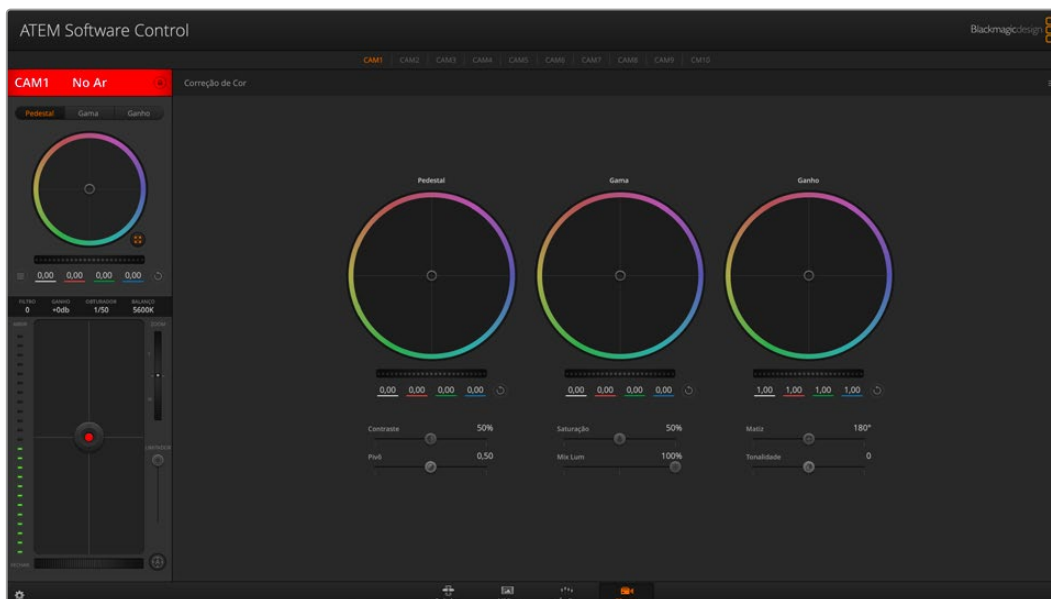 ATEM Software Control
Blackmagicdesign
CAM1 CAM2 CAM3 CAM4 CAM5 CAM6 CAM7 CAM8 CAM9 CM10
CAM1 No Ar
Correção de Cor
Pedestal Gama Ganho
Pedestal Gama Ganho
0,00 0,00 0,00 0,00
FILTRO GANHO OBTURADOR BALANÇO
0 +0db 1/50 5600K
ABRIR ZOOM
T
W
0,00 0,00 0,00 0,00 0,00 0,00 0,00 0,00 1,00 1,00 1,00 1,00
Contraste 50% Saturação 50% Matiz 180°
Pivô 0,50 Mix Lum 100% Tonalidade 0
FECHAR